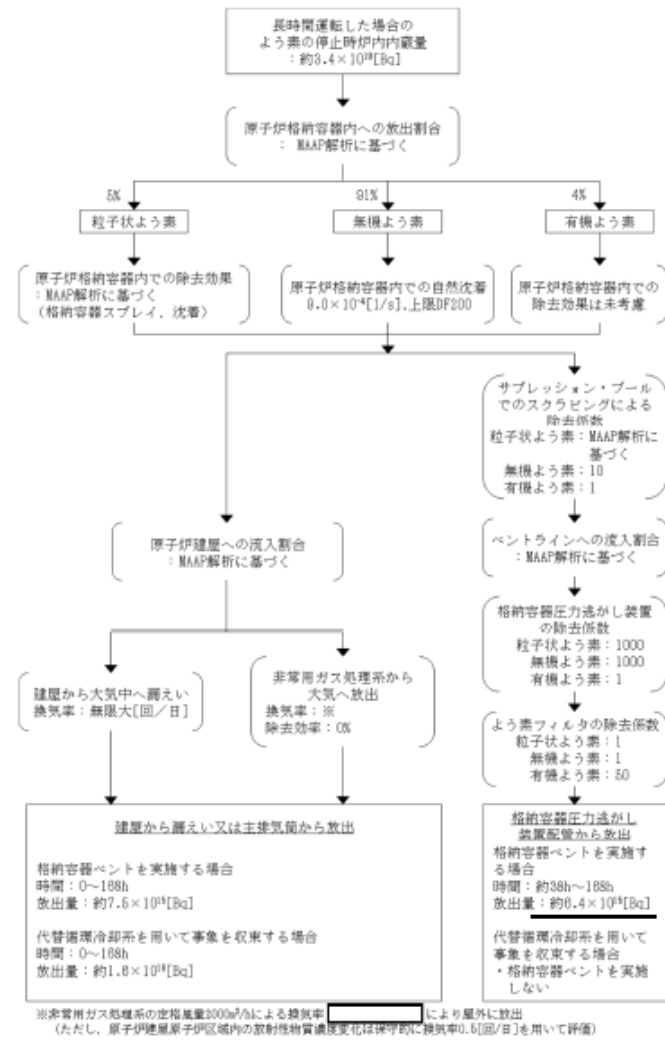 長時間運転した場合の
よう素の停止時炉内内蔵量
：約3.4×10¹⁹[Bq]
原子炉格納容器内への放出割合
：MAAP解析に基づく
5%
91%
4%
粒子状よう素
無機よう素
有機よう素
原子炉格納容器内での除去効果
：MAAP解析に基づく
（格納容器スプレイ、沈着）
原子炉格納容器内での自然沈着
9.0×10⁻⁴[1/s]、上限DF200
原子炉格納容器内での
除去効果は未考慮
サプレッション・プール
でのスクラビングによる
除去係数
粒子状よう素：MAAP解析に
基づく
無機よう素：10
有機よう素：1
原子炉建屋への流入割合
：MAAP解析に基づく
ベントラインへの流入割合
：MAAP解析に基づく
格納容器圧力逃がし装置
の除去係数
粒子状よう素：1000
無機よう素：1000
有機よう素：1
建屋から大気中へ漏えい
換気率：無限大[回／日]
非常用ガス処理系から
大気へ放出
換気率：※
除去効率：0%
よう素フィルタの除去係数
粒子状よう素：1
無機よう素：1
有機よう素：50
建屋から漏えい又は主排気筒から放出
格納容器ベントを実施する場合
時間：0～168h
放出量：約7.5×10¹⁵[Bq]
代替循環冷却系を用いて事象を収束する場合
時間：0～168h
放出量：約1.6×10¹⁶[Bq]
格納容器圧力逃がし
装置配管から放出
格納容器ベントを実施す
る場合
時間：約38h～168h
放出量：約6.4×10¹⁵[Bq]
代替循環冷却系を用いて
事象を収束する場合
・格納容器ベントを実施
しない
※非常用ガス処理系の定格風量2000m³/hによる換気率 により屋外に放出
（ただし、原子炉建屋原子炉区域内の放射性物質濃度変化は保守的に換気率0.5[回/日]を用いて評価）